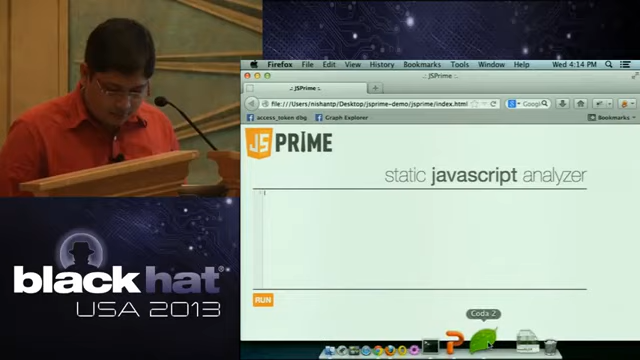 Firefox File Edit View History Bookmarks Tools Window Help Wed 4:14 PM
.: JSPrime :.
.: JSPrime :.
file:///Users/nishantp/Desktop/jsprime-demo/jsprime/index.html
Google
access_token dbg Graph Explorer Bookmarks
JS PRIME
static javascript analyzer
1
RUN
Coda 2
black hat
USA 2013